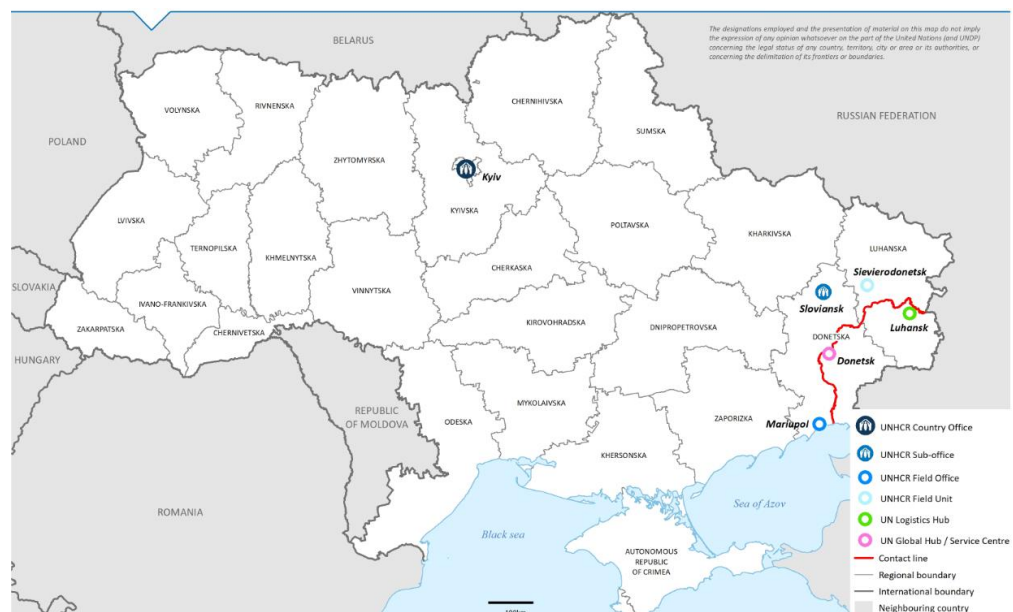 The designations employed and the presentation of material on this map do not imply
the expression of any opinion whatsoever on the part of the United Nations (and UNDP)
concerning the legal status of any country, territory, city or area or its authorities, or
concerning the delimitation of its frontiers or boundaries.
BELARUS
POLAND
RUSSIAN FEDERATION
VOLYNSKA
RIVNENSKA
CHERNIHIVSKA
SUMSKA
ZHYTOMYRSKA
Kyiv
KYIVSKA
LVIVSKA
TERNOPILSKA
KHMELNYTSKA
POLTAVSKA
KHARKIVSKA
LUHANSKA
CHERKASKA
Sievierodonetsk
SLOVAKIA
IVANO-FRANKIVSKA
VINNYTSKA
Sloviansk
ZAKARPATSKA
CHERNIVETSKA
KIROVOHRADSKA
DNIPROPETROVSKA
DONETSKA
Luhansk
HUNGARY
Donetsk
REPUBLIC
OF MOLDOVA
MYKOLAIVSKA
ODESKA
ZAPORIZKA
Mariupol
KHERSONSKA
ROMANIA
Black sea
Sea of Azov
AUTONOMOUS
REPUBLIC
OF CRIMEA
UNHCR Country Office
UNHCR Sub-office
UNHCR Field Office
UNHCR Field Unit
UN Logistics Hub
UN Global Hub / Service Centre
Contact line
Regional boundary
International boundary
Neighbouring country